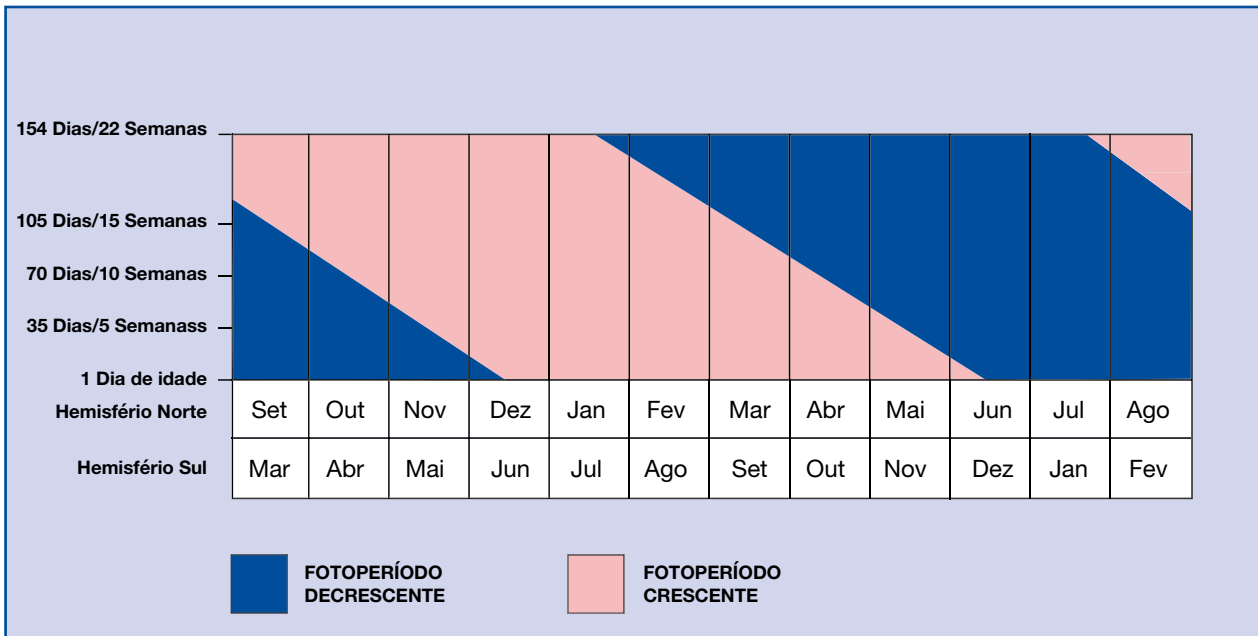 154 Dias/22 Semanas
105 Dias/15 Semanas
70 Dias/10 Semanas
35 Dias/5 Semanass
1 Dia de idade
Hemisfério Norte Set Out Nov Dez Jan Fev Mar Abr Mai Jun Jul Ago
Hemisfério Sul Mar Abr Mai Jun Jul Ago Set Out Nov Dez Jan Fev
FOTOPERÍODO
DECRESCENTE
FOTOPERÍODO
CRESCENTE